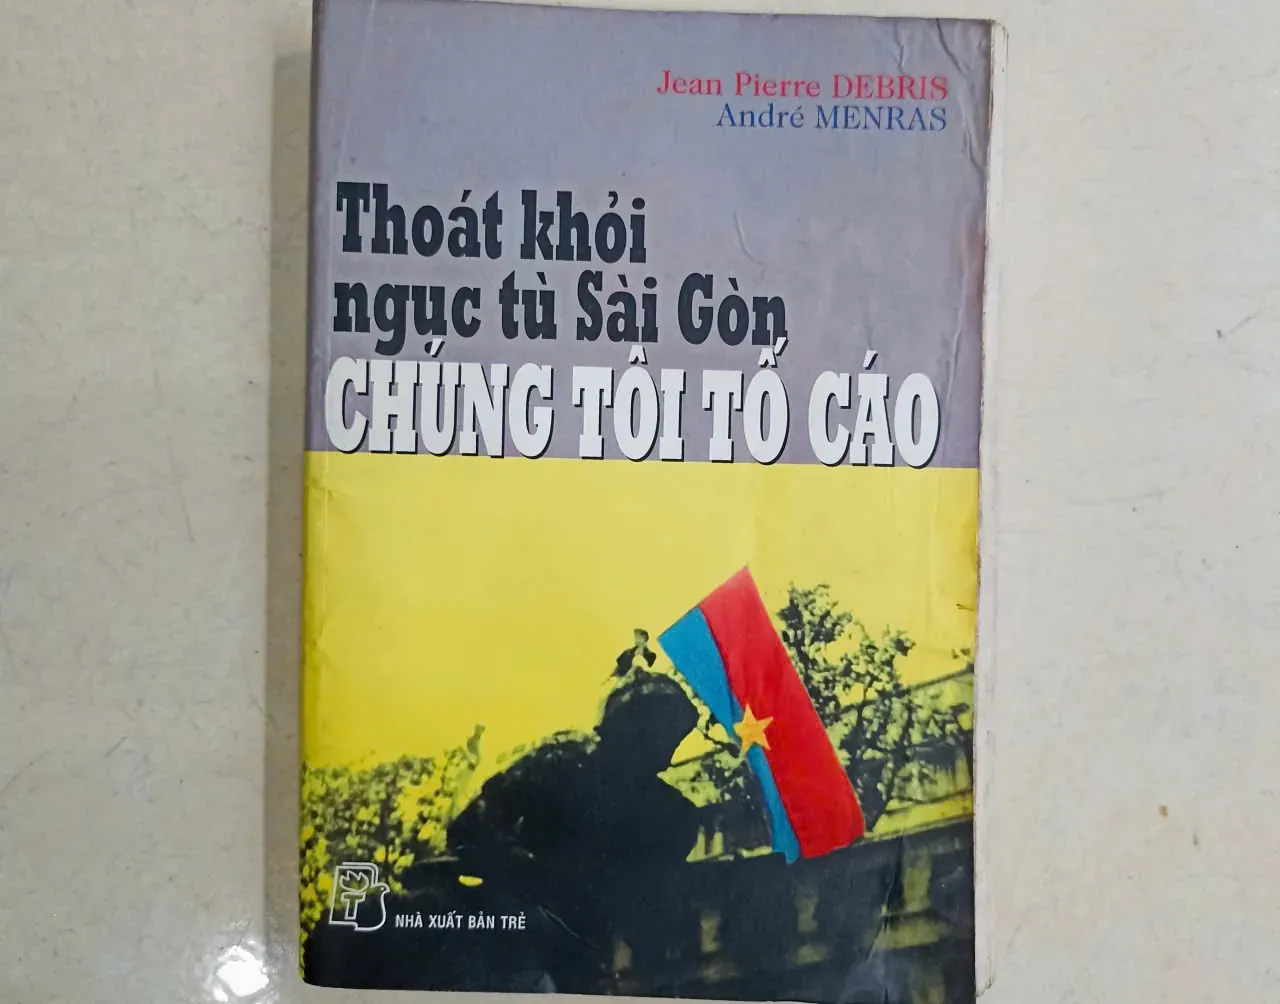 Jean Pierre DEBRIS
André MENRAS
Thoát khỏi
ngục tù Sài Gòn
CHÚNG TÔI TỐ CÁO
T
NHÀ XUẤT BẢN TRẺ